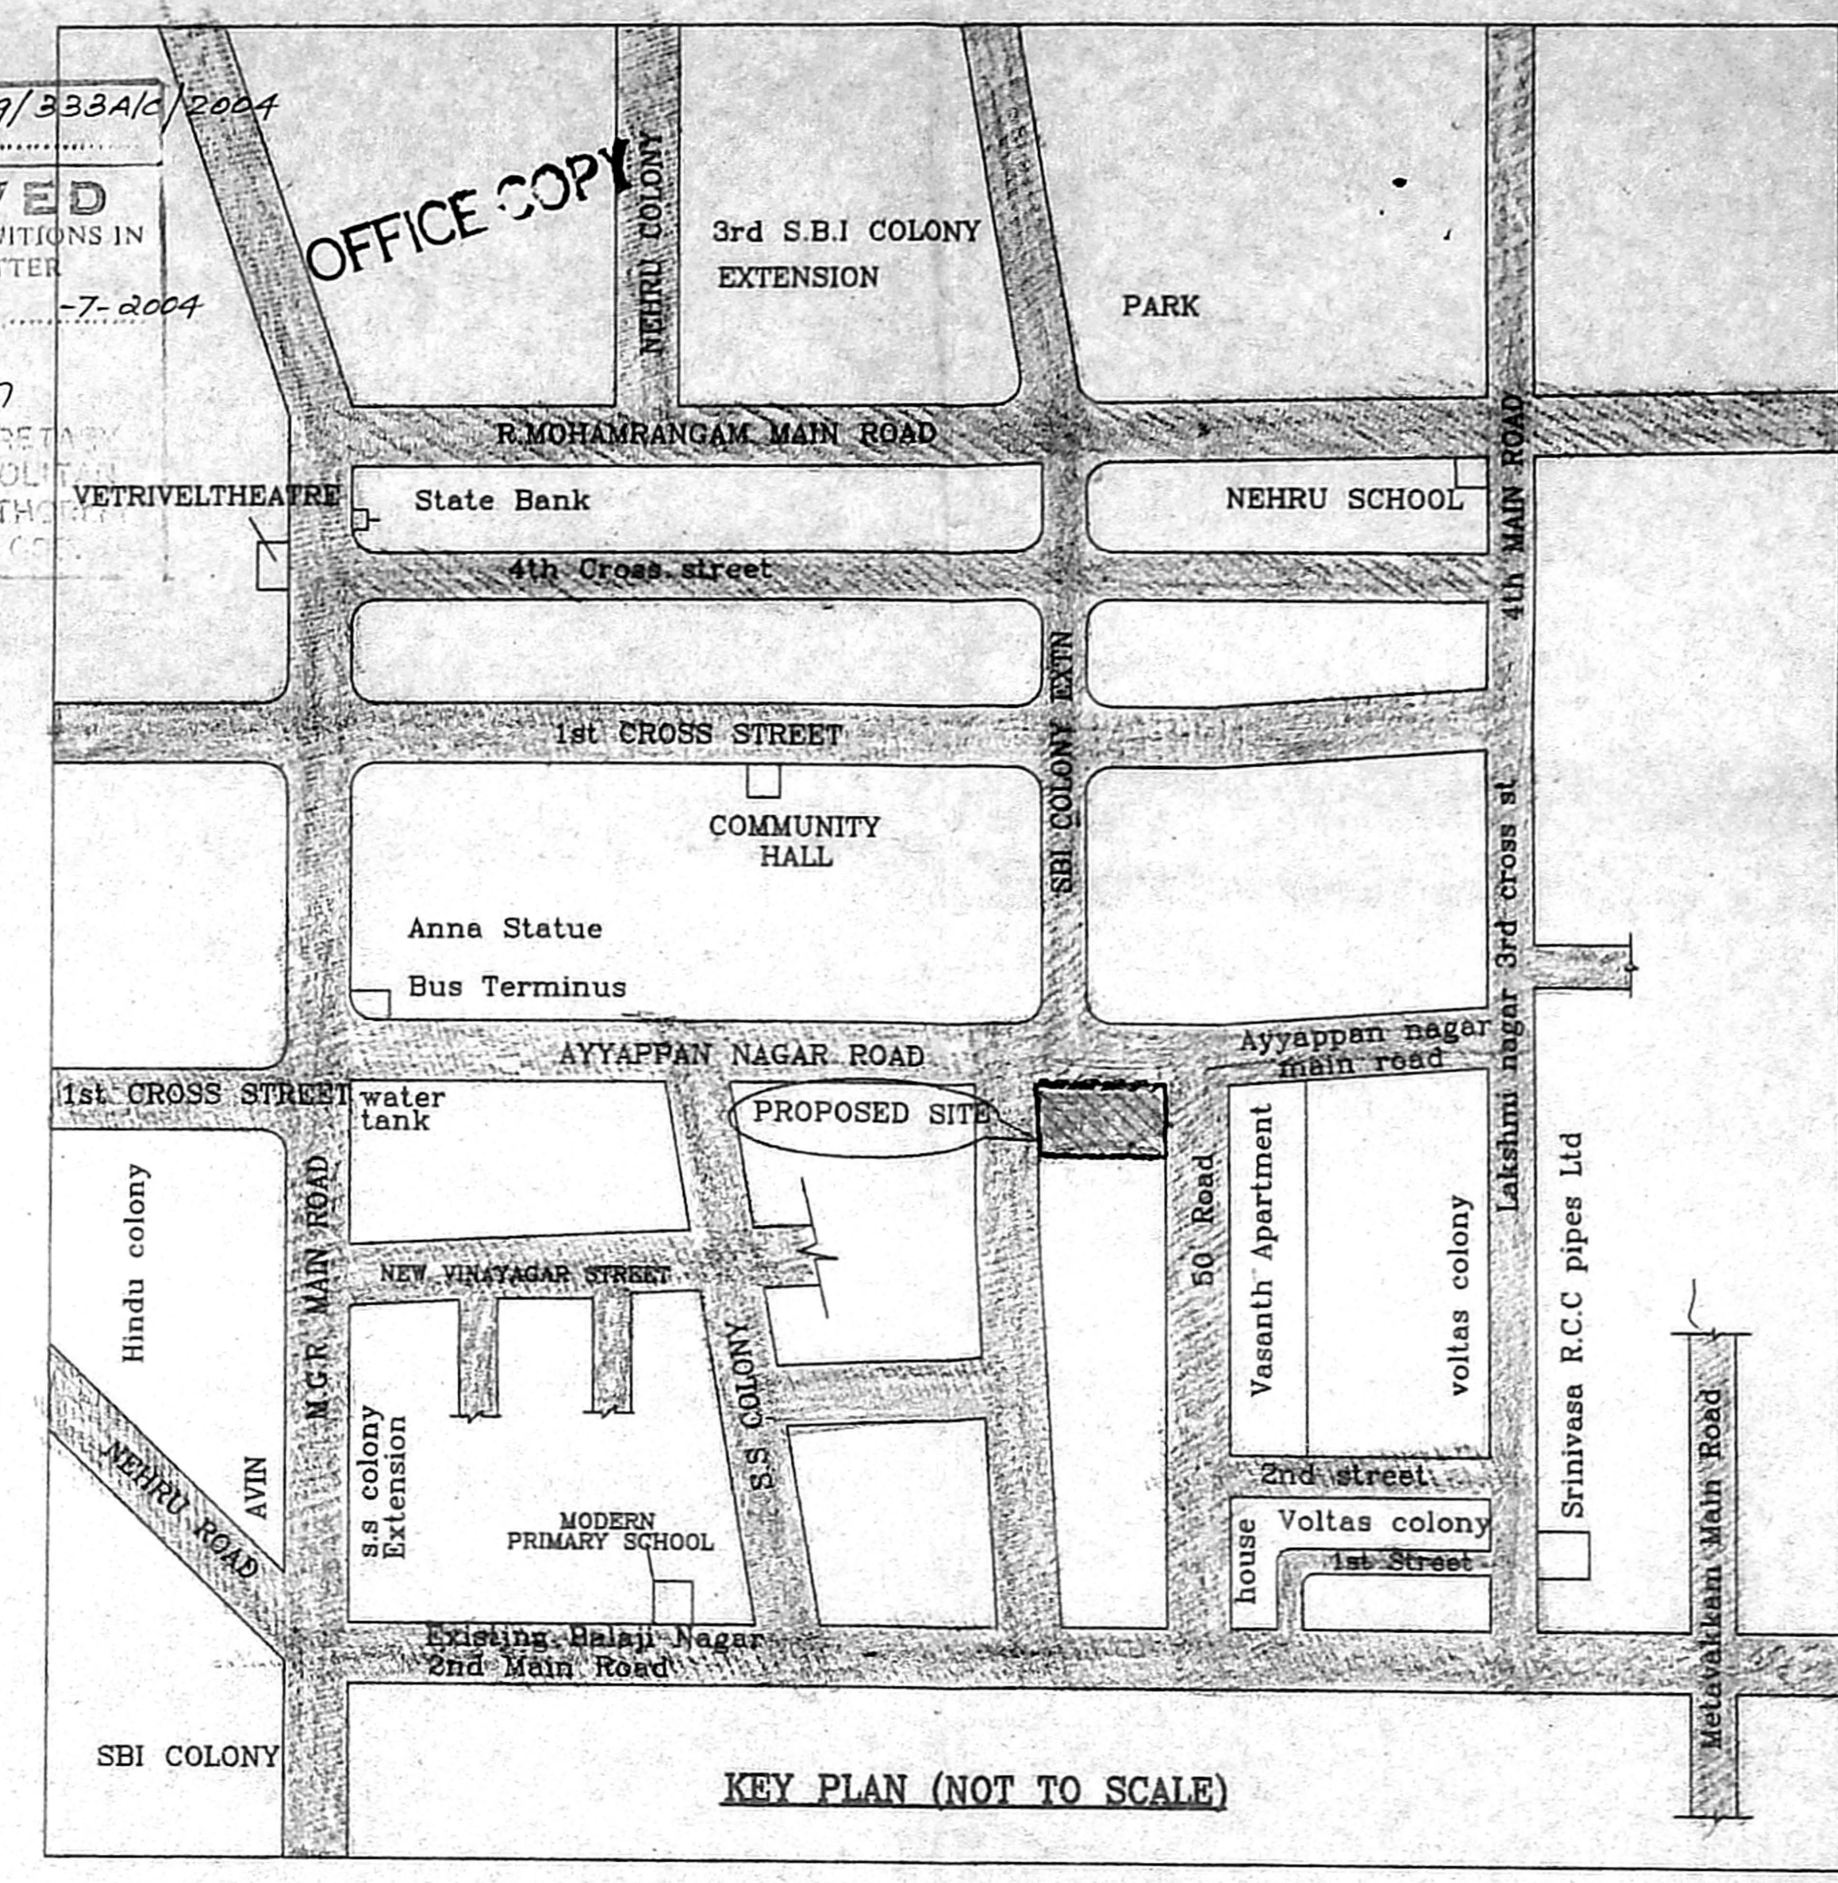 9/333A/C/2004
VED
ITIONS IN
TTER
-7-2004
OFFICE COPY
NEHRU COLONY
3rd S.B.I COLONY
EXTENSION
PARK
R.MOHAMRANGAM MAIN ROAD
VETRIVELTHEATRE
State Bank
NEHRU SCHOOL
4th MAIN ROAD
4th Cross street
SBI COLONY EXTN
1st CROSS STREET
COMMUNITY
HALL
Anna Statue
Bus Terminus
Lakshmi nagar 3rd cross st
AYYAPPAN NAGAR ROAD
Ayyappan nagar
main road
1st CROSS STREET
water
tank
PROPOSED SITE
Hindu colony
M.G.R. MAIN ROAD
50' Road
Vasanth Apartment
voltas colony
Srinivasa R.C.C pipes Ltd
NEW VINAYAGAR STREET
S.S COLONY
NEHRU ROAD
AVIN
s.s colony
Extension
MODERN
PRIMARY SCHOOL
2nd street
Voltas colony
1st Street
house
Metavakkam Main Road
Existing Balaji Nagar
2nd Main Road
SBI COLONY
KEY PLAN (NOT TO SCALE)